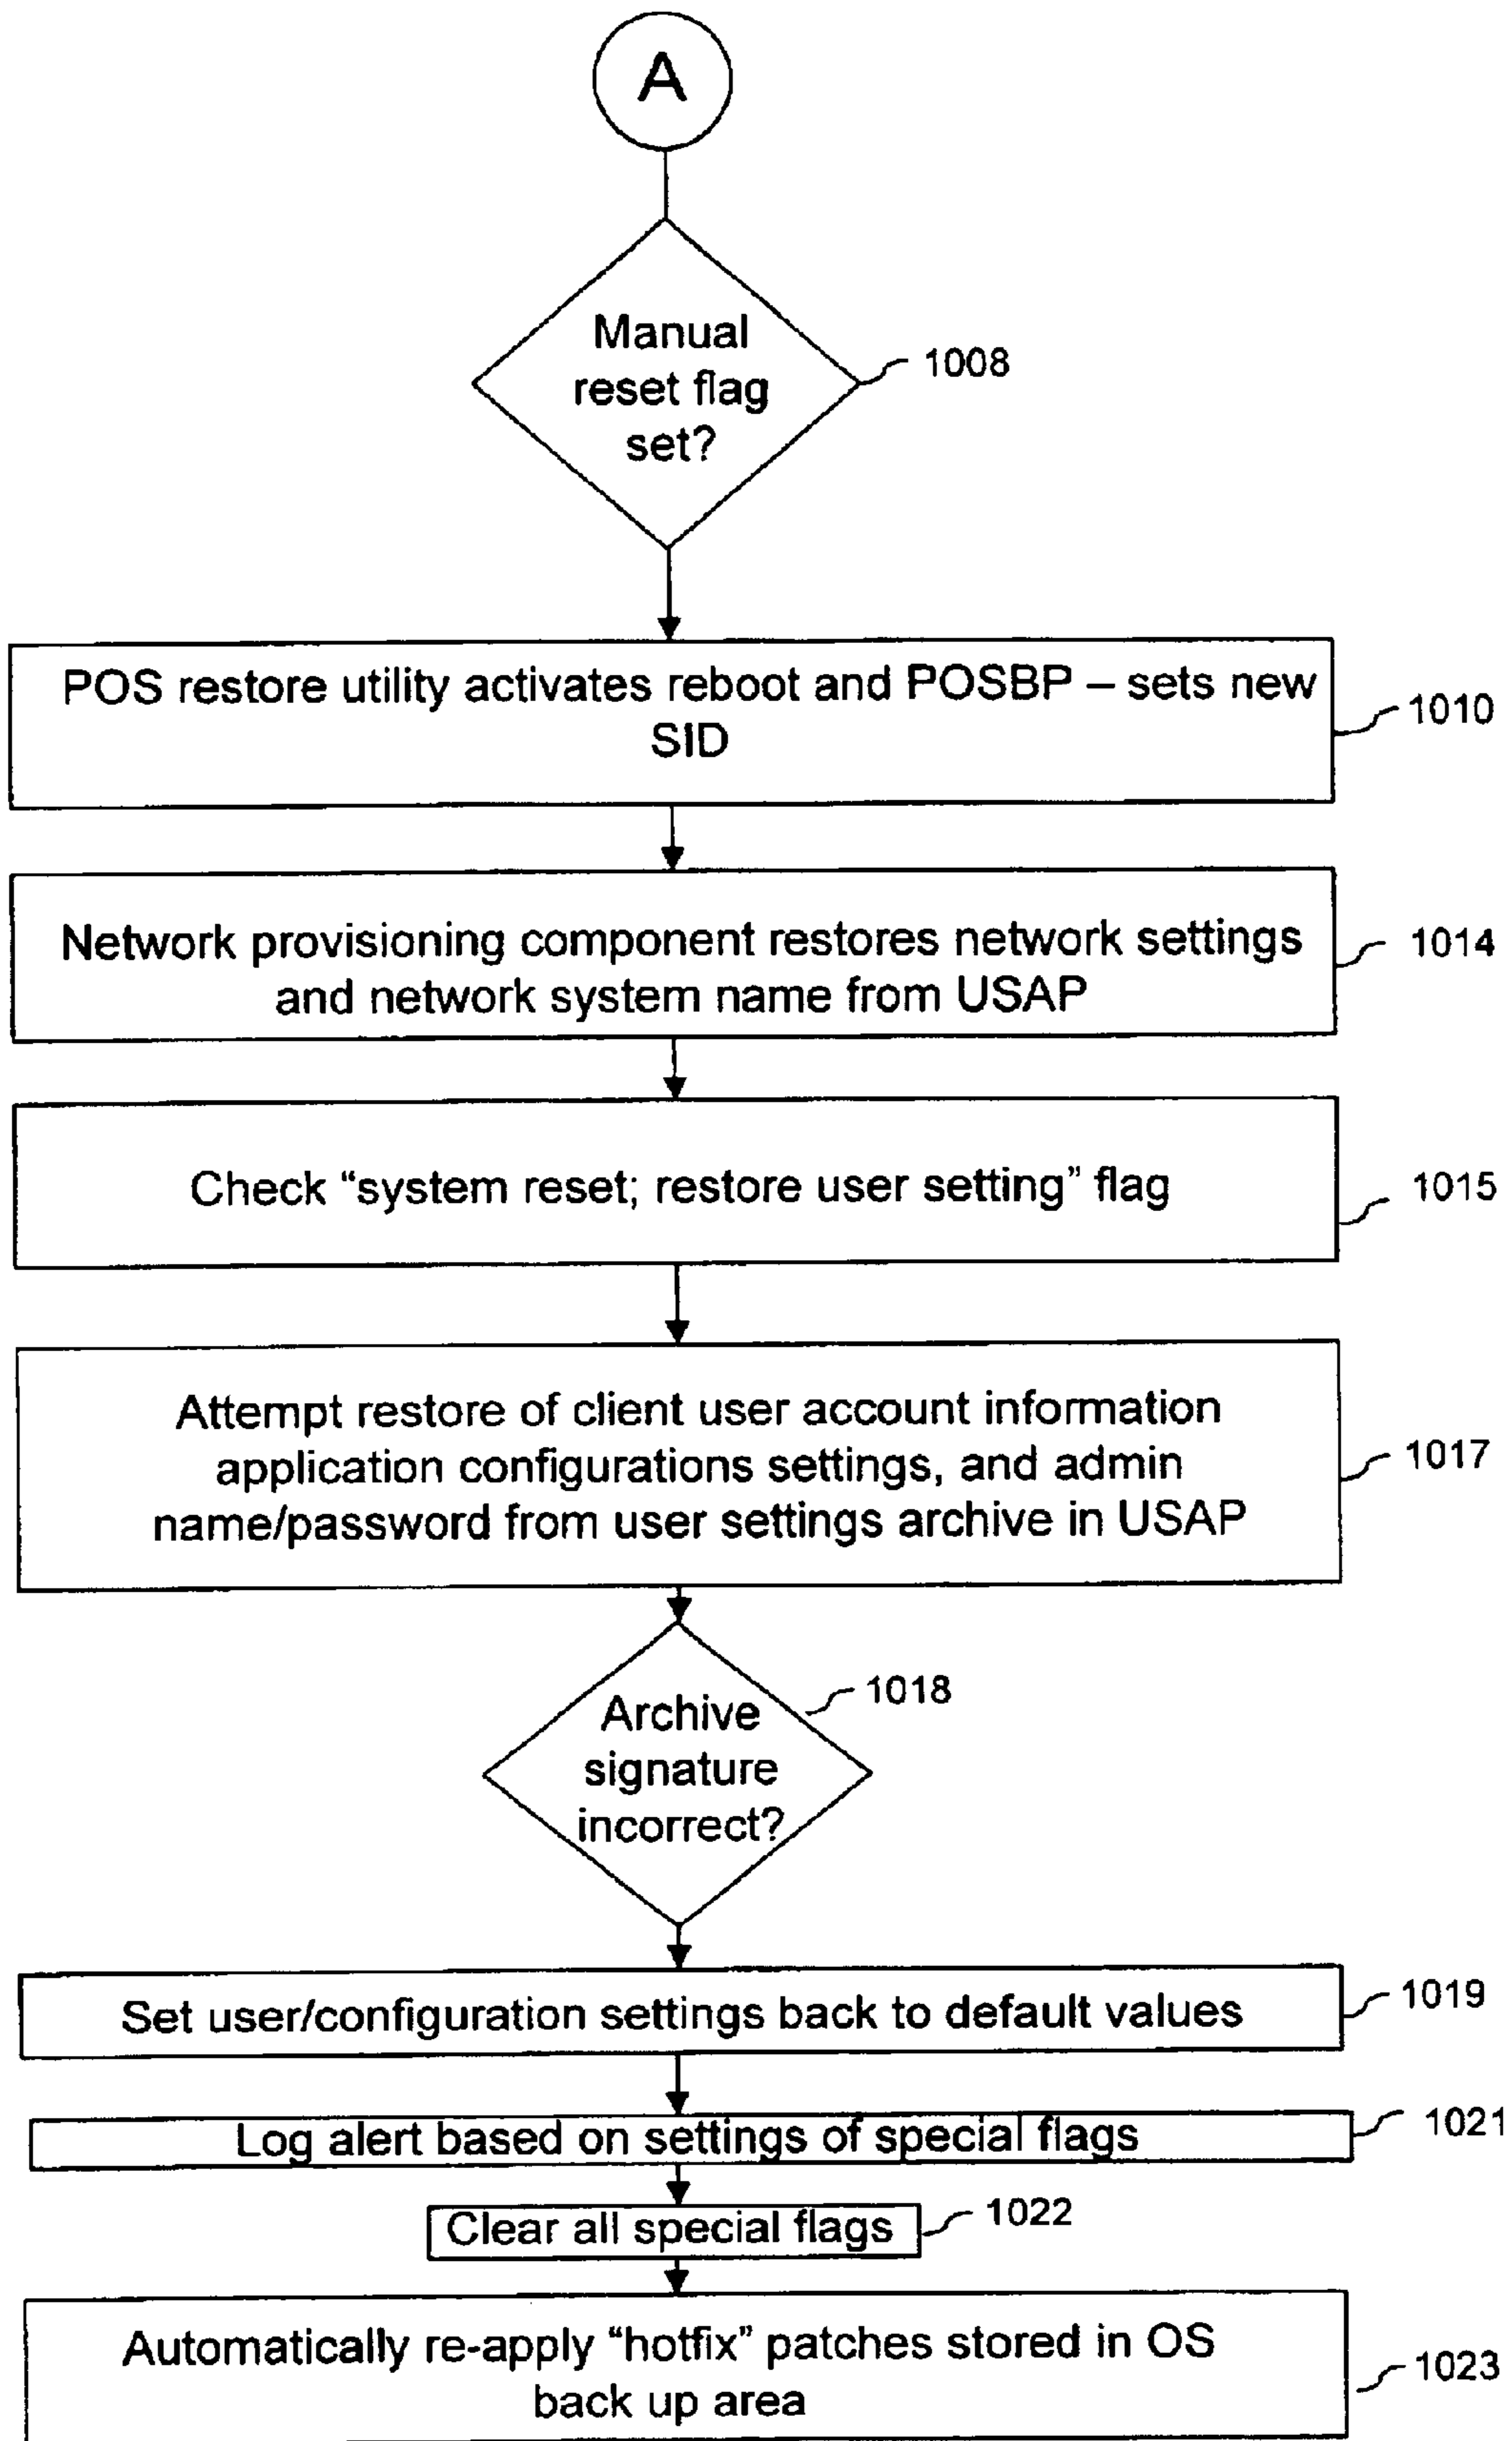 A
Manual
reset flag
set?
1008
POS restore utility activates reboot and POSBP – sets new
SID
1010
Network provisioning component restores network settings
and network system name from USAP
1014
Check “system reset; restore user setting” flag
1015
Attempt restore of client user account information
application configurations settings, and admin
name/password from user settings archive in USAP
1017
Archive
signature
incorrect?
1018
Set user/configuration settings back to default values
1019
Log alert based on settings of special flags
1021
Clear all special flags
1022
Automatically re-apply “hotfix” patches stored in OS
back up area
1023